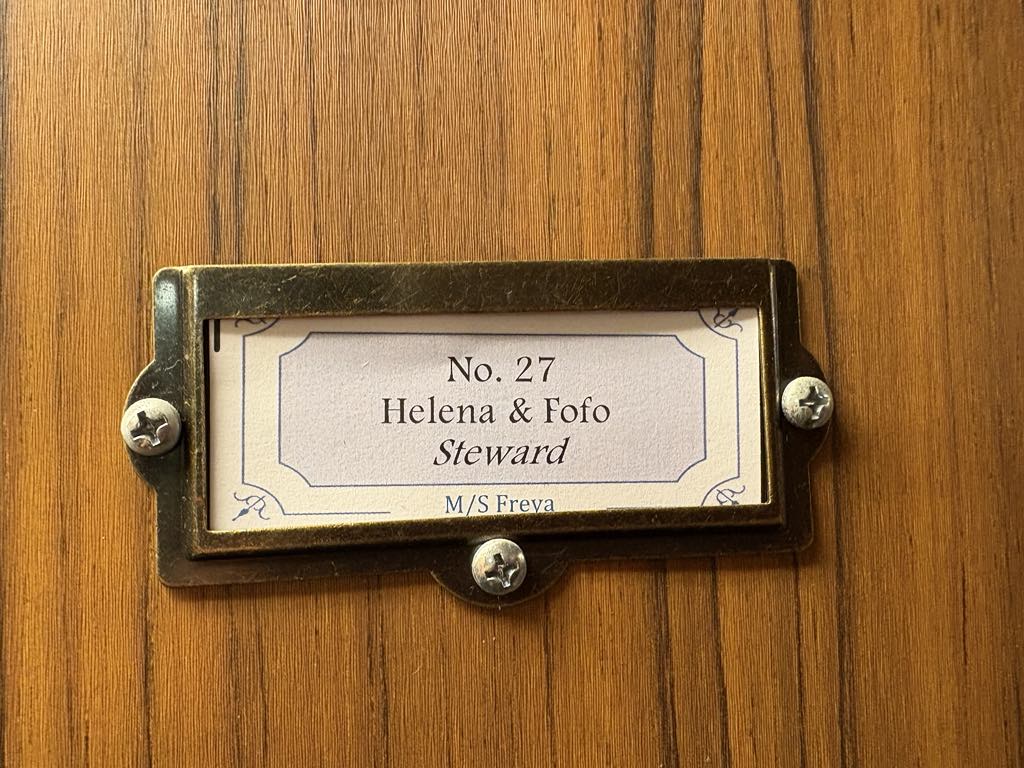 No. 27
Helena & Fofo
Steward
M/S Freya